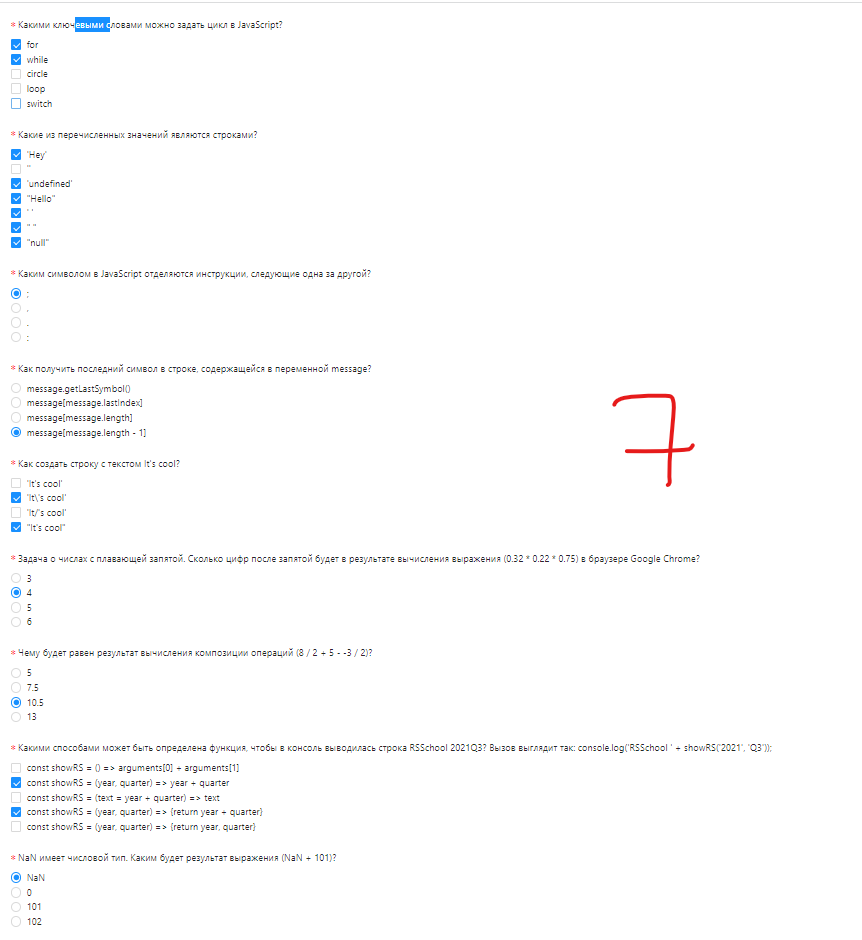 * Какими ключевыми словами можно задать цикл в JavaScript?
for
while
circle
loop
switch
* Какие из перечисленных значений являются строками?
'Hey'
''
'undefined'
"Hello"
' '
" "
"null"
* Каким символом в JavaScript отделяются инструкции, следующие одна за другой?
;
,
.
:
* Как получить последний символ в строке, содержащейся в переменной message?
message.getLastSymbol()
message[message.lastIndex]
message[message.length]
message[message.length - 1]
* Как создать строку с текстом It's cool?
'It's cool'
'It\'s cool'
'It/'s cool'
"It's cool"
* Задача о числах с плавающей запятой. Сколько цифр после запятой будет в результате вычисления выражения (0.32 * 0.22 * 0.75) в браузере Google Chrome?
3
4
5
6
* Чему будет равен результат вычисления композиции операций (8 / 2 + 5 - -3 / 2)?
5
7.5
10.5
13
* Какими способами может быть определена функция, чтобы в консоль выводилась строка RSSchool 2021Q3? Вызов выглядит так: console.log('RSSchool ' + showRS('2021', 'Q3'));
const showRS = () => arguments[0] + arguments[1]
const showRS = (year, quarter) => year + quarter
const showRS = (text = year + quarter) => text
const showRS = (year, quarter) => {return year + quarter}
const showRS = (year, quarter) => {return year, quarter}
* NaN имеет числовой тип. Каким будет результат выражения (NaN + 101)?
NaN
0
101
102
7